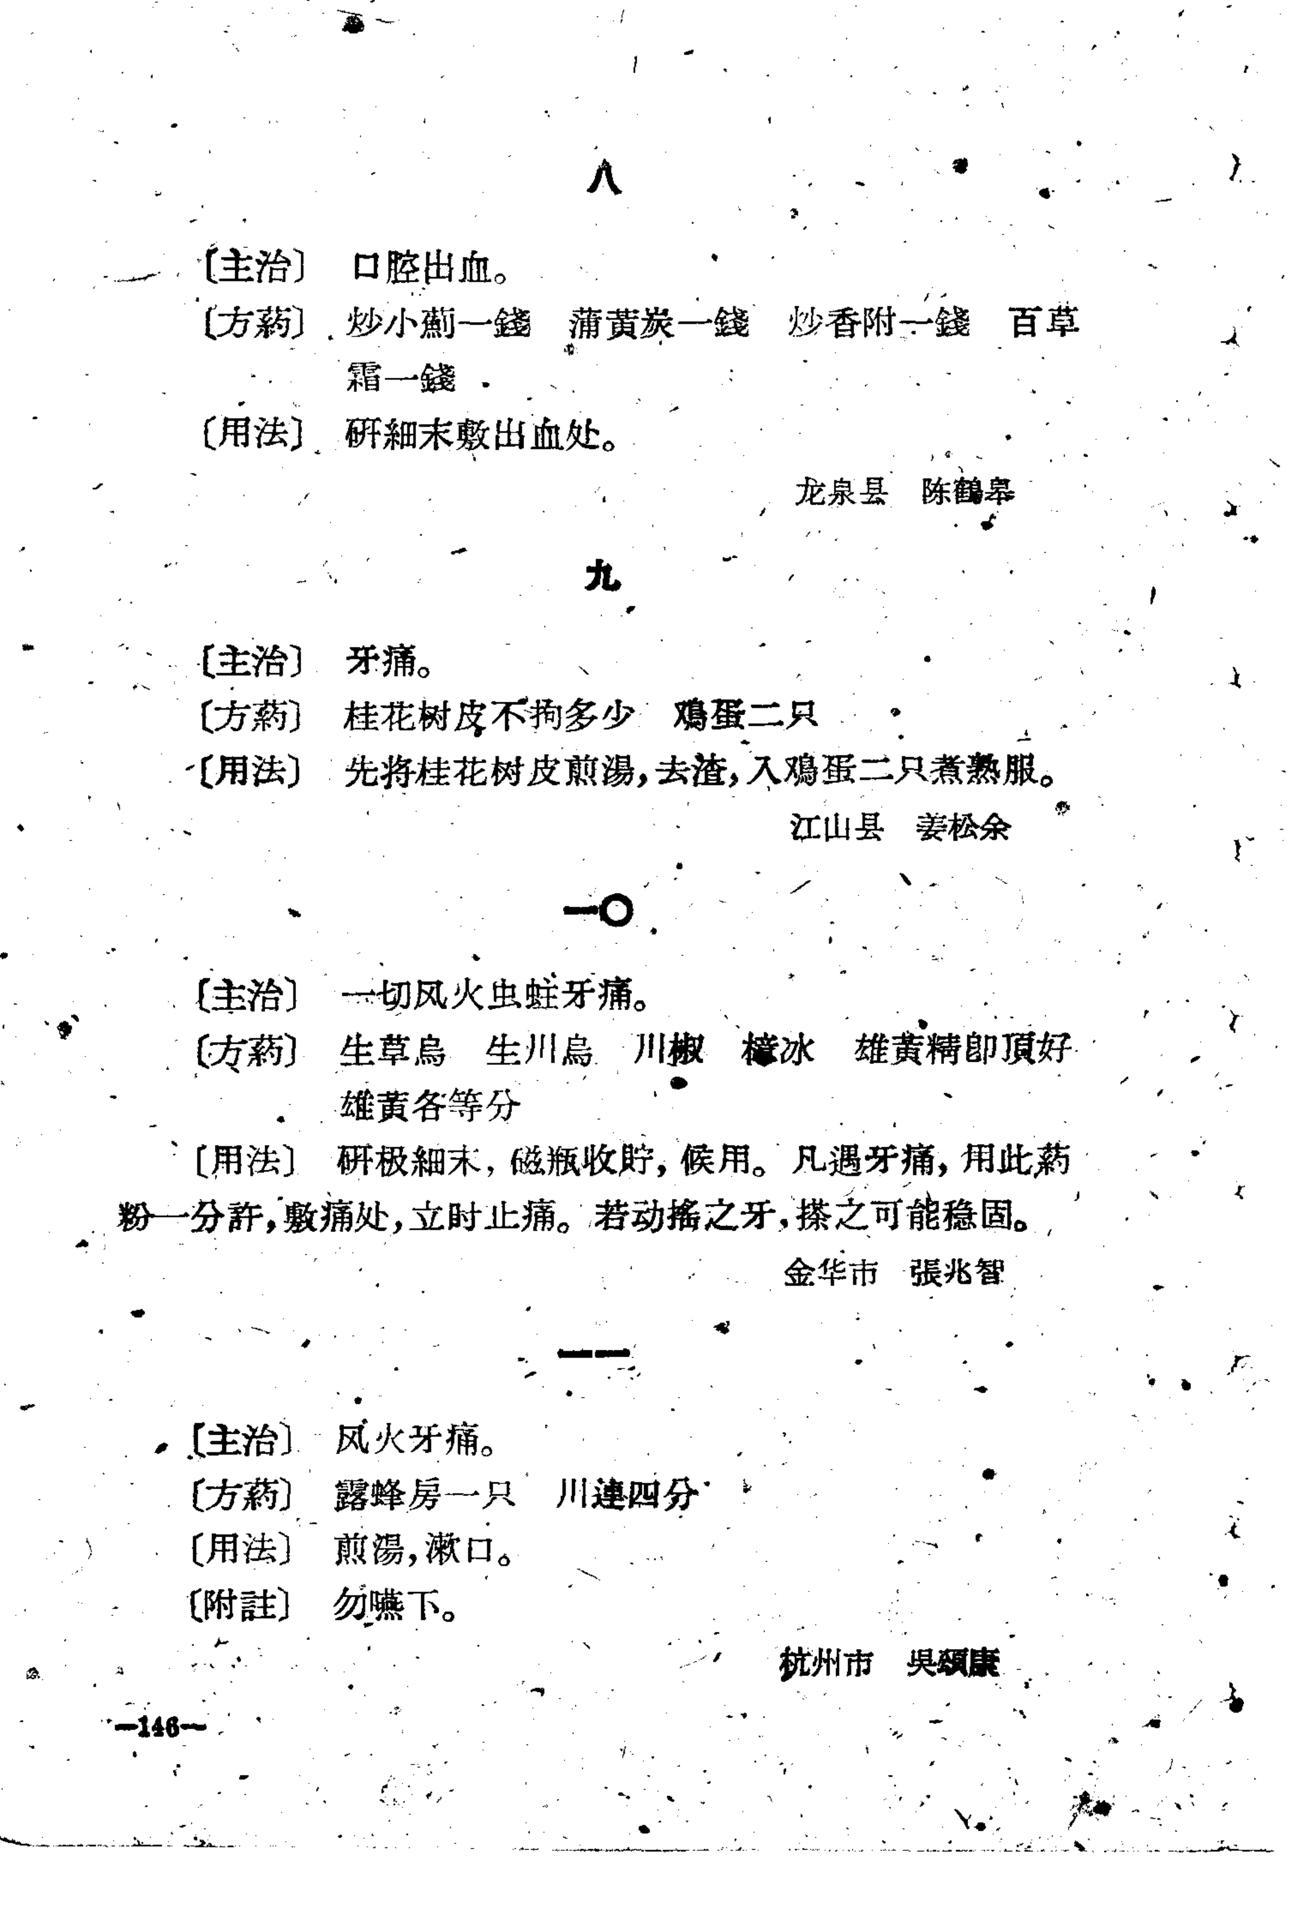 八
〔主治〕 口腔出血。
〔方葯〕 炒小薊一錢 蒲黃炭一錢 炒香附一錢 百草
霜一錢
〔用法〕 研細末敷出血处。
龙泉县 陈鶴皋
九
〔主治〕 牙痛。
〔方葯〕 桂花树皮不拘多少 鴉蛋二只
〔用法〕 先将桂花树皮煎湯，去渣，入鴉蛋二只煮熟服。
江山县 姜松余
一〇
〔主治〕 一切风火虫蛀牙痛。
〔方葯〕 生草烏 生川烏 川椒 冰 雄黃精卽頂好
雄黃各等分
〔用法〕 研极細末，磁瓶收貯，候用。凡遇牙痛，用此葯
粉一分許，敷痛处，立时止痛。若动搖之牙，搽之可能稳固。
金华市 張兆智
一一
〔主治〕 风火牙痛。
〔方葯〕 露蜂房一只 川連四分
〔用法〕 煎湯，漱口。
〔附註〕 勿嚥下。
杭州市 吳頌康
—146—